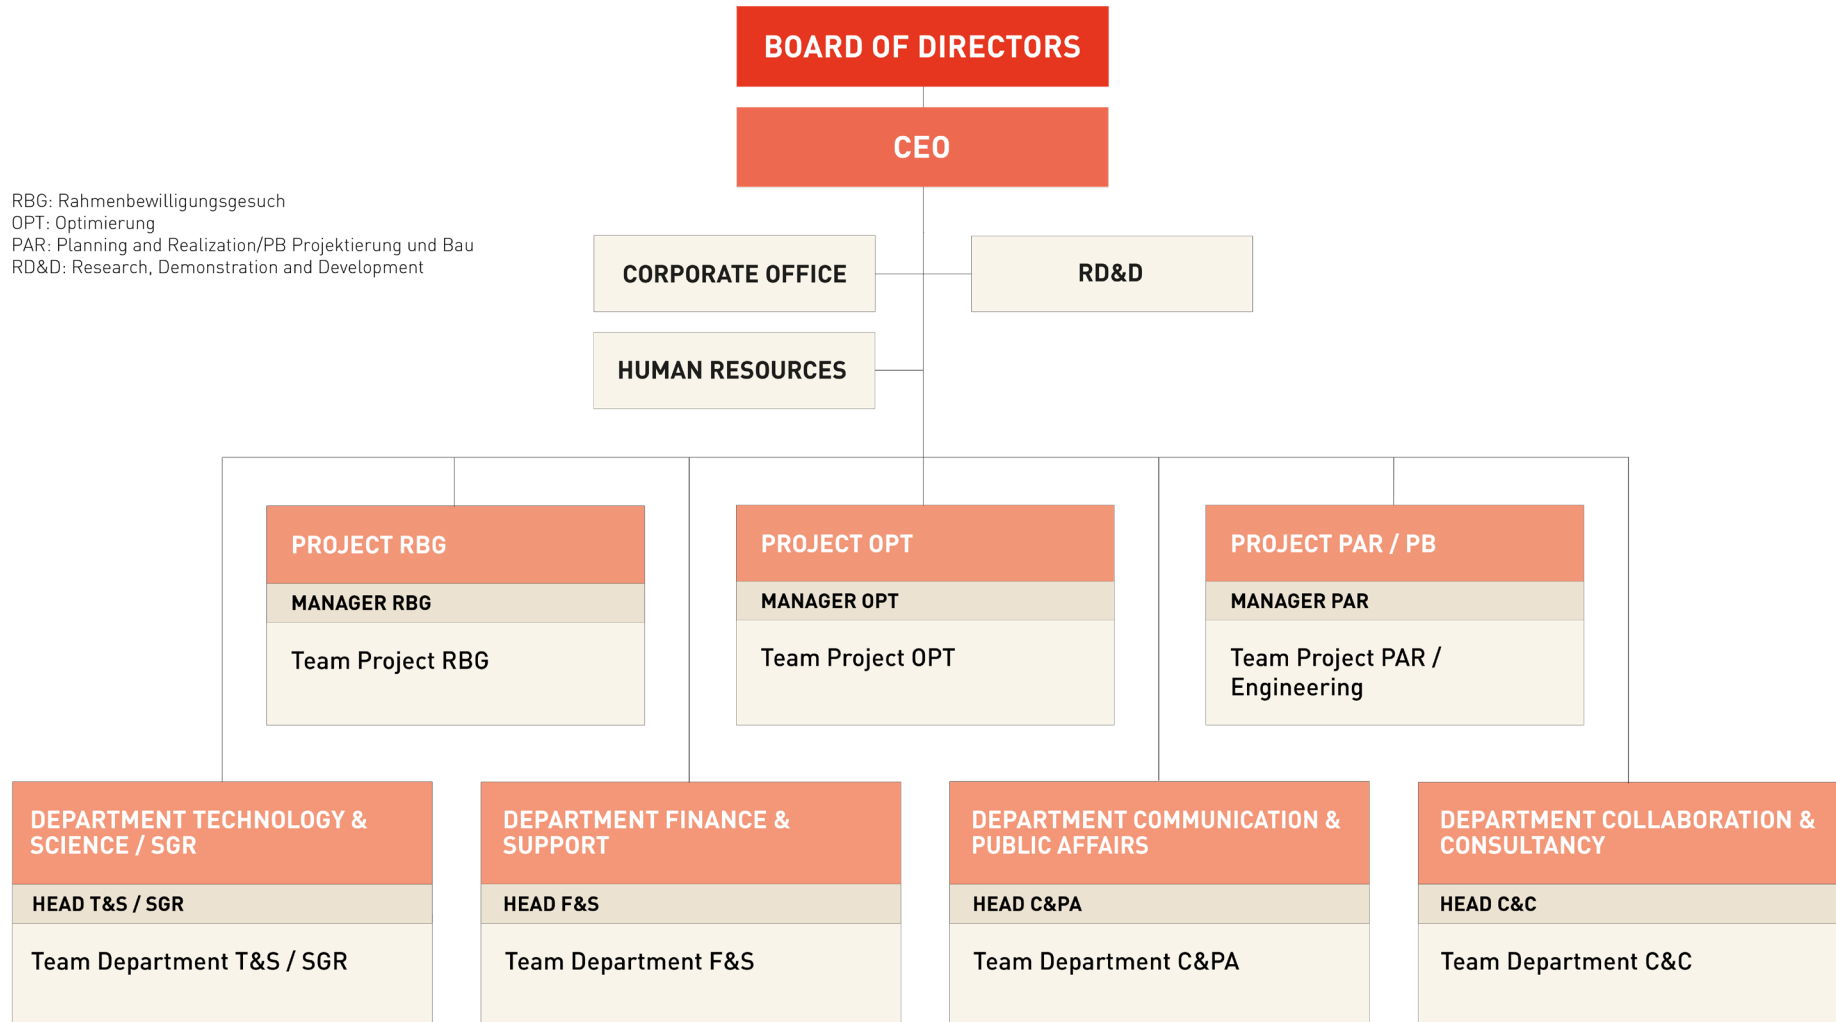 BOARD OF DIRECTORS
CEO
RBG: Rahmenbewilligungsgesuch
OPT: Optimierung
PAR: Planning and Realization/PB Projektierung und Bau
RD&D: Research, Demonstration and Development
CORPORATE OFFICE
RD&D
HUMAN RESOURCES
PROJECT RBG
MANAGER RBG
Team Project RBG
PROJECT OPT
MANAGER OPT
Team Project OPT
PROJECT PAR / PB
MANAGER PAR
Team Project PAR /
Engineering
DEPARTMENT TECHNOLOGY &
SCIENCE / SGR
HEAD T&S / SGR
Team Department T&S / SGR
DEPARTMENT FINANCE &
SUPPORT
HEAD F&S
Team Department F&S
DEPARTMENT COMMUNICATION &
PUBLIC AFFAIRS
HEAD C&PA
Team Department C&PA
DEPARTMENT COLLABORATION &
CONSULTANCY
HEAD C&C
Team Department C&C